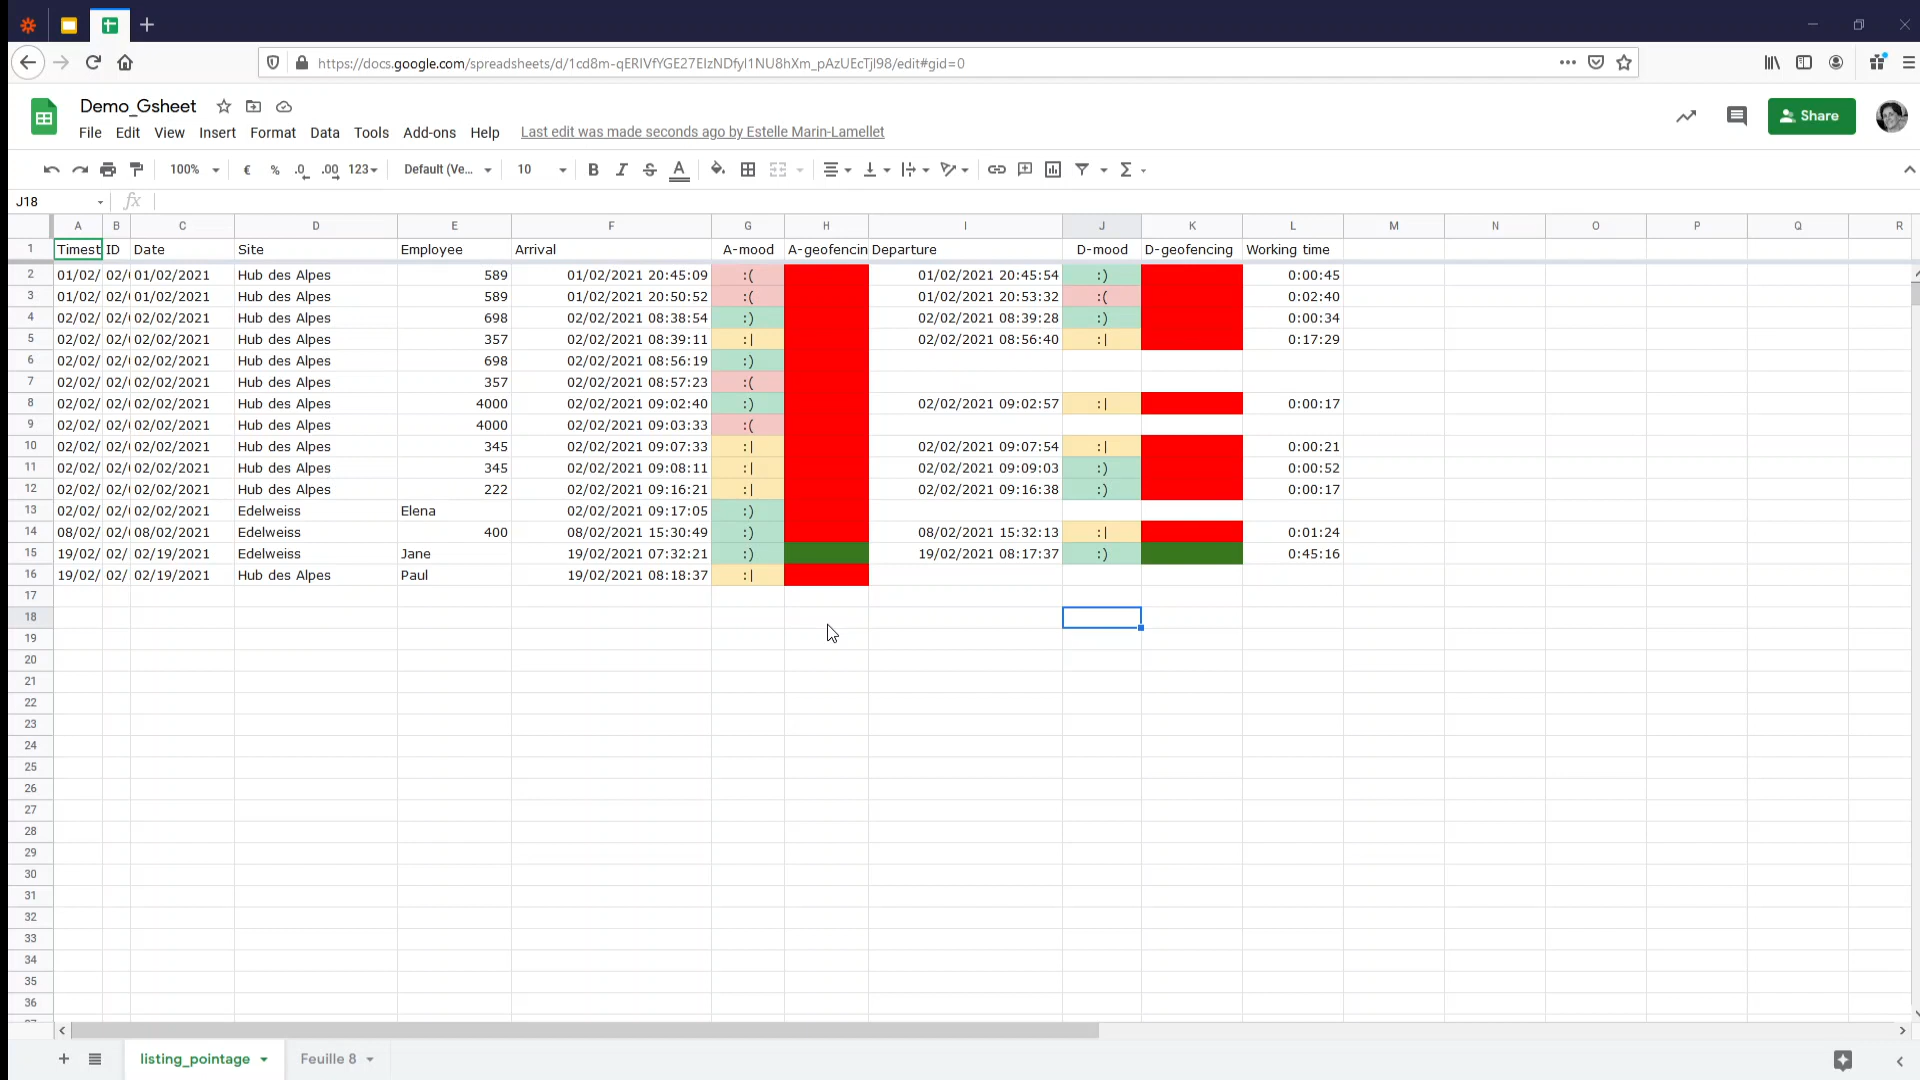 https://docs.google.com/spreadsheets/d/1cd8m-qERIVfYGE27EIzNDfyI1NU8hXm_pAzUEcTjI98/edit#gid=0
Demo_Gsheet
File Edit View Insert Format Data Tools Add-ons Help Last edit was made seconds ago by Estelle Marin-Lamellet
Share
100% € % .0 .00 123 Default (Ve... 10 B I S A Σ
J18 fx
A B C D E F G H I J K L M N O P Q R
1 Timest ID Date Site Employee Arrival A-mood A-geofencin Departure D-mood D-geofencing Working time
2 01/02/ 02/ 01/02/2021 Hub des Alpes 589 01/02/2021 20:45:09 :( 01/02/2021 20:45:54 :) 0:00:45
3 01/02/ 02/ 01/02/2021 Hub des Alpes 589 01/02/2021 20:50:52 :( 01/02/2021 20:53:32 :( 0:02:40
4 02/02/ 02/ 02/02/2021 Hub des Alpes 698 02/02/2021 08:38:54 :) 02/02/2021 08:39:28 :) 0:00:34
5 02/02/ 02/ 02/02/2021 Hub des Alpes 357 02/02/2021 08:39:11 :| 02/02/2021 08:56:40 :| 0:17:29
6 02/02/ 02/ 02/02/2021 Hub des Alpes 698 02/02/2021 08:56:19 :)
7 02/02/ 02/ 02/02/2021 Hub des Alpes 357 02/02/2021 08:57:23 :(
8 02/02/ 02/ 02/02/2021 Hub des Alpes 4000 02/02/2021 09:02:40 :) 02/02/2021 09:02:57 :| 0:00:17
9 02/02/ 02/ 02/02/2021 Hub des Alpes 4000 02/02/2021 09:03:33 :(
10 02/02/ 02/ 02/02/2021 Hub des Alpes 345 02/02/2021 09:07:33 :| 02/02/2021 09:07:54 :| 0:00:21
11 02/02/ 02/ 02/02/2021 Hub des Alpes 345 02/02/2021 09:08:11 :| 02/02/2021 09:09:03 :) 0:00:52
12 02/02/ 02/ 02/02/2021 Hub des Alpes 222 02/02/2021 09:16:21 :| 02/02/2021 09:16:38 :) 0:00:17
13 02/02/ 02/ 02/02/2021 Edelweiss Elena 02/02/2021 09:17:05 :)
14 08/02/ 02/ 08/02/2021 Edelweiss 400 08/02/2021 15:30:49 :) 08/02/2021 15:32:13 :| 0:01:24
15 19/02/ 02/ 02/19/2021 Edelweiss Jane 19/02/2021 07:32:21 :) 19/02/2021 08:17:37 :) 0:45:16
16 19/02/ 02/ 02/19/2021 Hub des Alpes Paul 19/02/2021 08:18:37 :|
17
18
19
20
21
22
23
24
25
26
27
28
29
30
31
32
33
34
35
36
listing_pointage Feuille 8